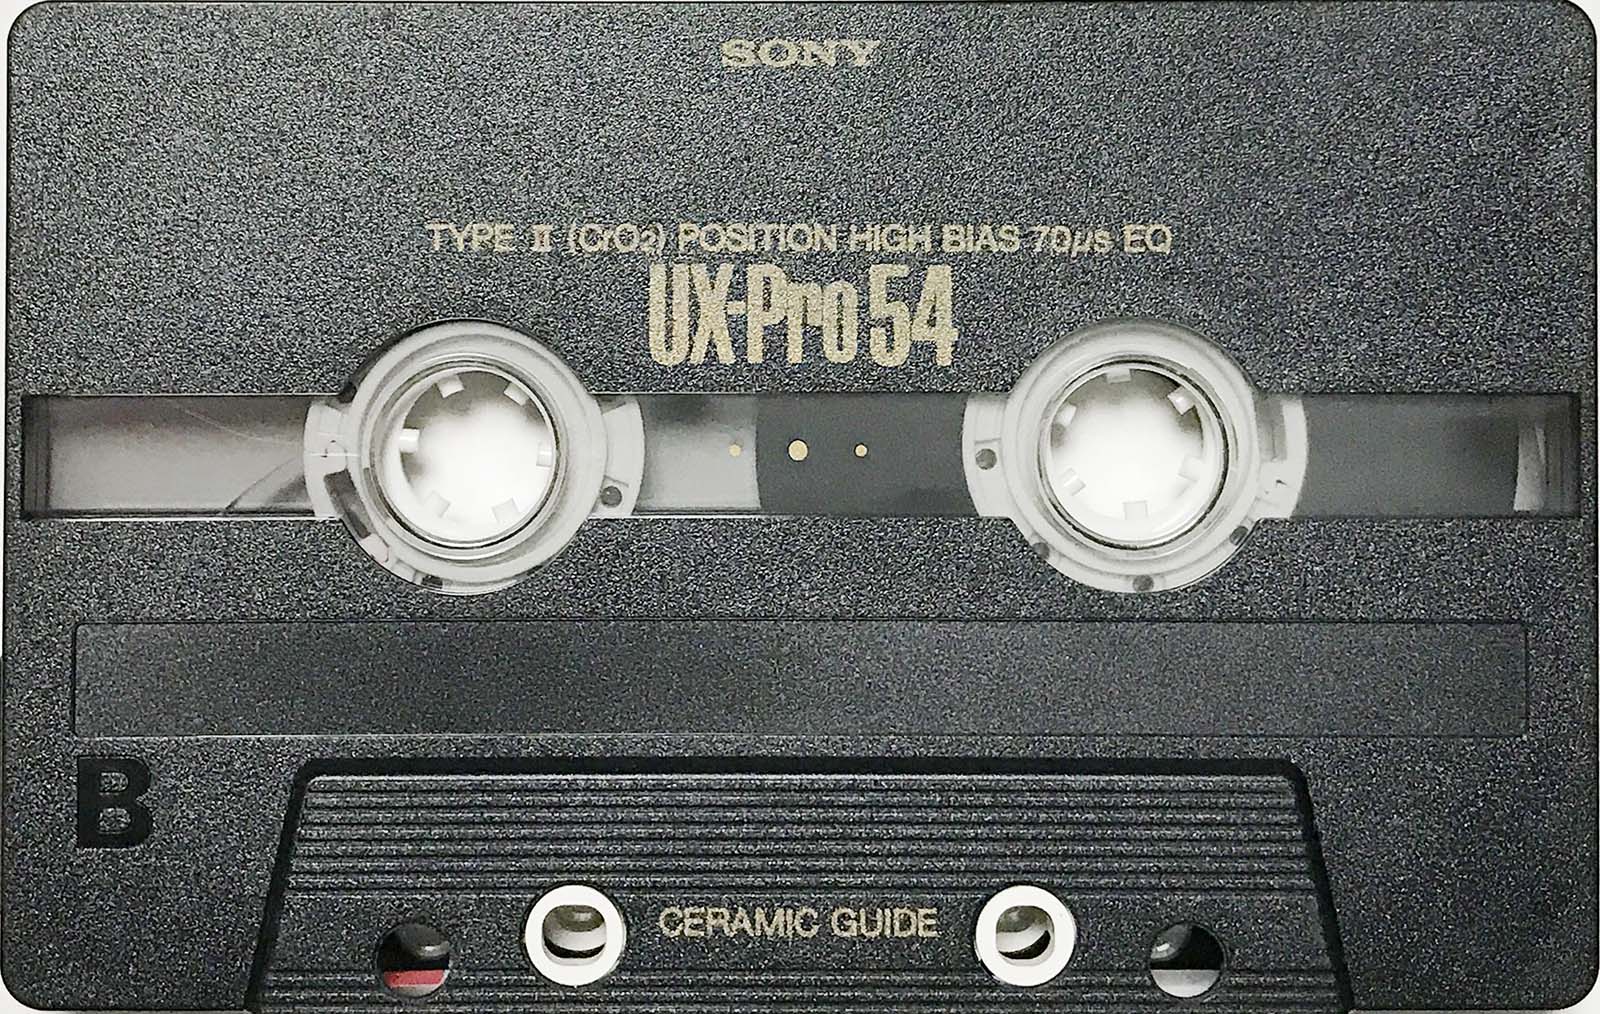 SONY
TYPE II (CrO2) POSITION HIGH BIAS 70µs EQ
UX-Pro 54
B
CERAMIC GUIDE